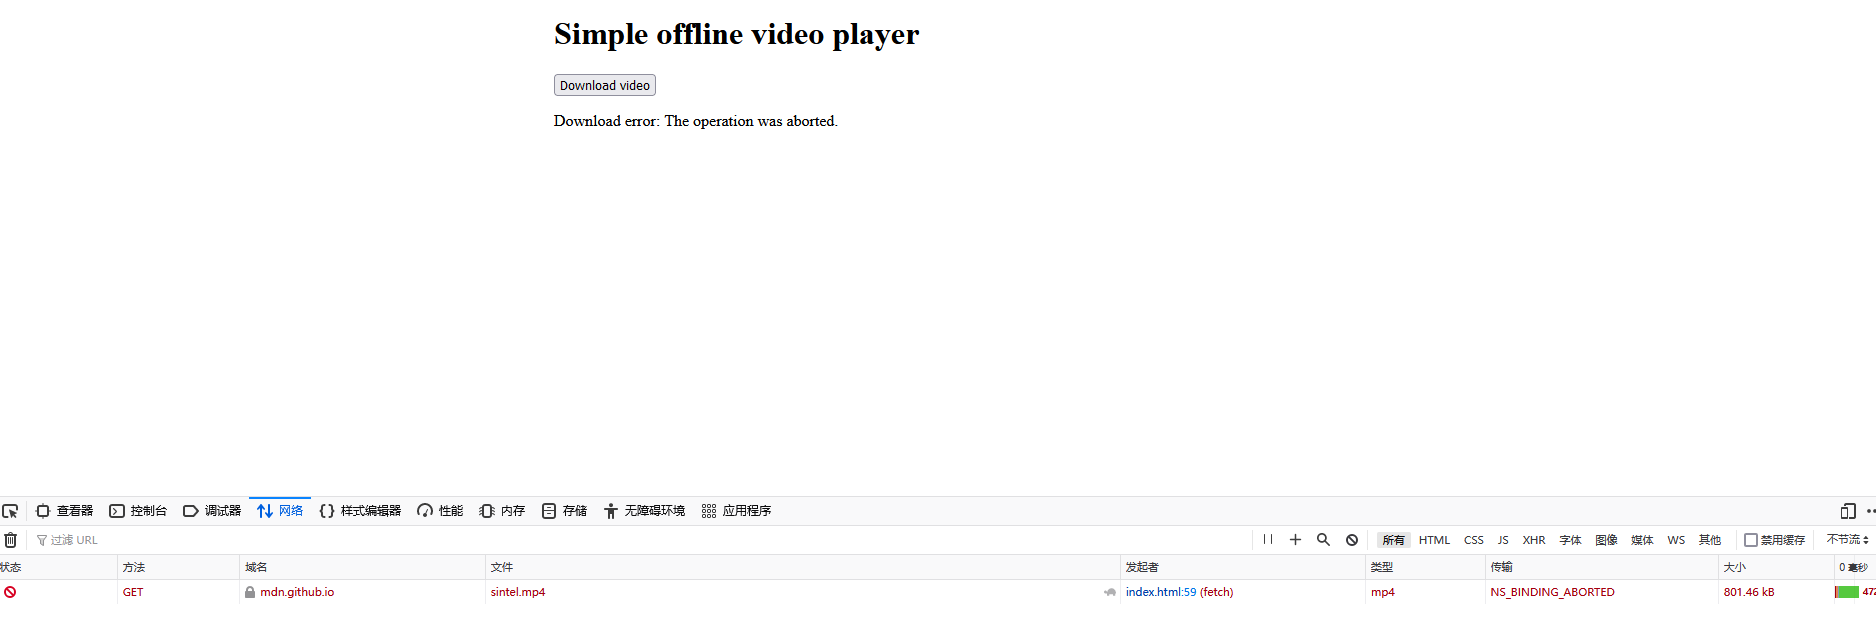 Simple offline video player
Download video
Download error: The operation was aborted.
查看器 控制台 调试器 网络 样式编辑器 性能 内存 存储 无障碍环境 应用程序
过滤 URL 所有 HTML CSS JS XHR 字体 图像 媒体 WS 其他 禁用缓存 不节流
状态 方法 域名 文件 发起者 类型 传输 大小 0 毫秒
GET mdn.github.io sintel.mp4 index.html:59 (fetch) mp4 NS_BINDING_ABORTED 801.46 kB 472